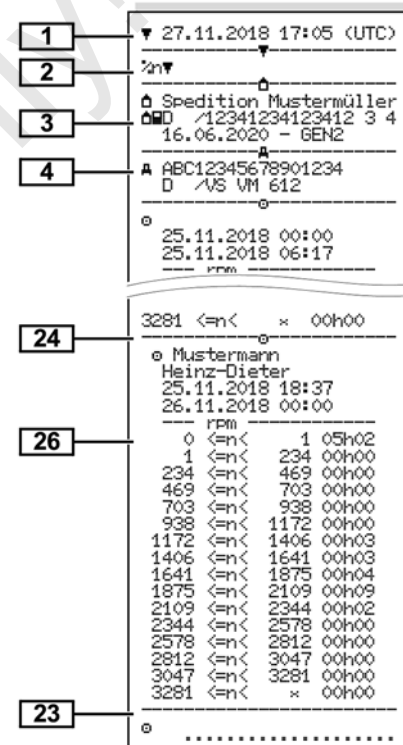 1
▼ 27.11.2018 17:05 (UTC)
2
%n▼
3
Spedition Mustermüller
D /12341234123412 3 4
16.06.2020 - GEN2
4
A ABC12345678901234
D /VS VM 612
25.11.2018 00:00
25.11.2018 06:17
--- rpm ---
3281 <=n< × 00h00
24
Mustermann
Heinz-Dieter
25.11.2018 18:37
26.11.2018 00:00
--- rpm ---
26
0 <=n< 1 05h02
1 <=n< 234 00h00
234 <=n< 469 00h00
469 <=n< 703 00h00
703 <=n< 938 00h00
938 <=n< 1172 00h00
1172 <=n< 1406 00h03
1406 <=n< 1641 00h03
1641 <=n< 1875 00h04
1875 <=n< 2109 00h09
2109 <=n< 2344 00h02
2344 <=n< 2578 00h00
2578 <=n< 2812 00h00
2812 <=n< 3047 00h00
3047 <=n< 3281 00h00
3281 <=n< × 00h00
23
....................